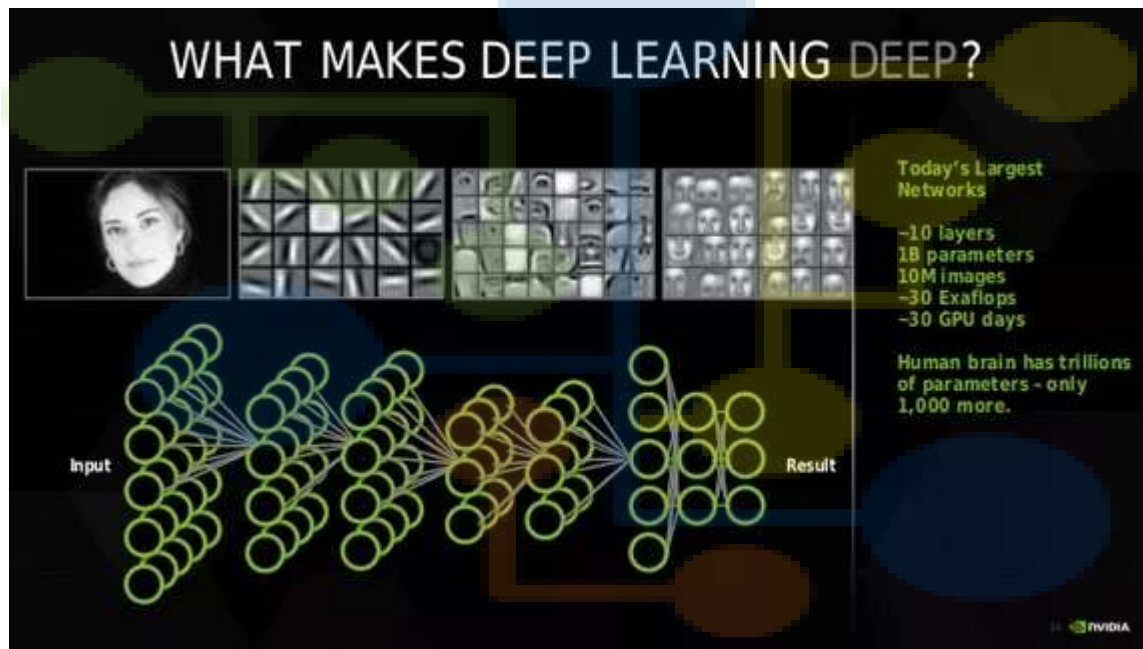 WHAT MAKES DEEP LEARNING DEEP?
Today's Largest
Networks
~10 layers
1B parameters
10M images
~30 Exaflops
~30 GPU days
Human brain has trillions
of parameters - only
1,000 more.
Input
Result
NVIDIA